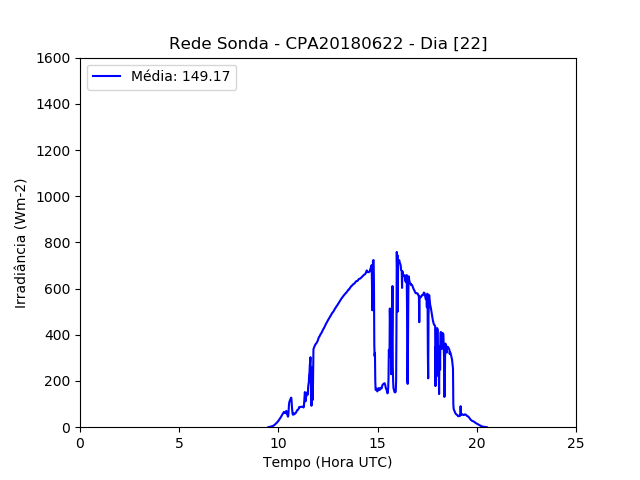 Rede Sonda - CPA20180622 - Dia [22]
Média: 149.17
Irradiância (Wm-2)
1600
1400
1200
1000
800
600
400
200
0
0 5 10 15 20 25
Tempo (Hora UTC)